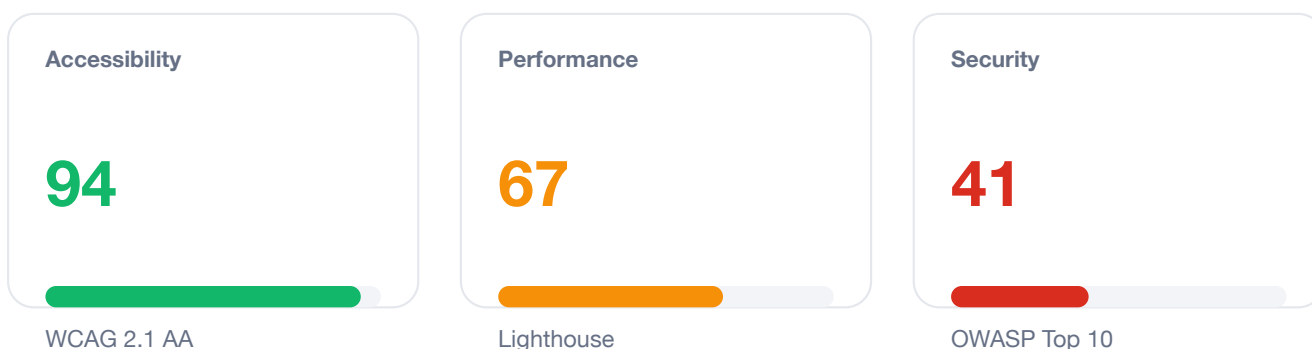 Accessibility
94
WCAG 2.1 AA
Performance
67
Lighthouse
Security
41
OWASP Top 10